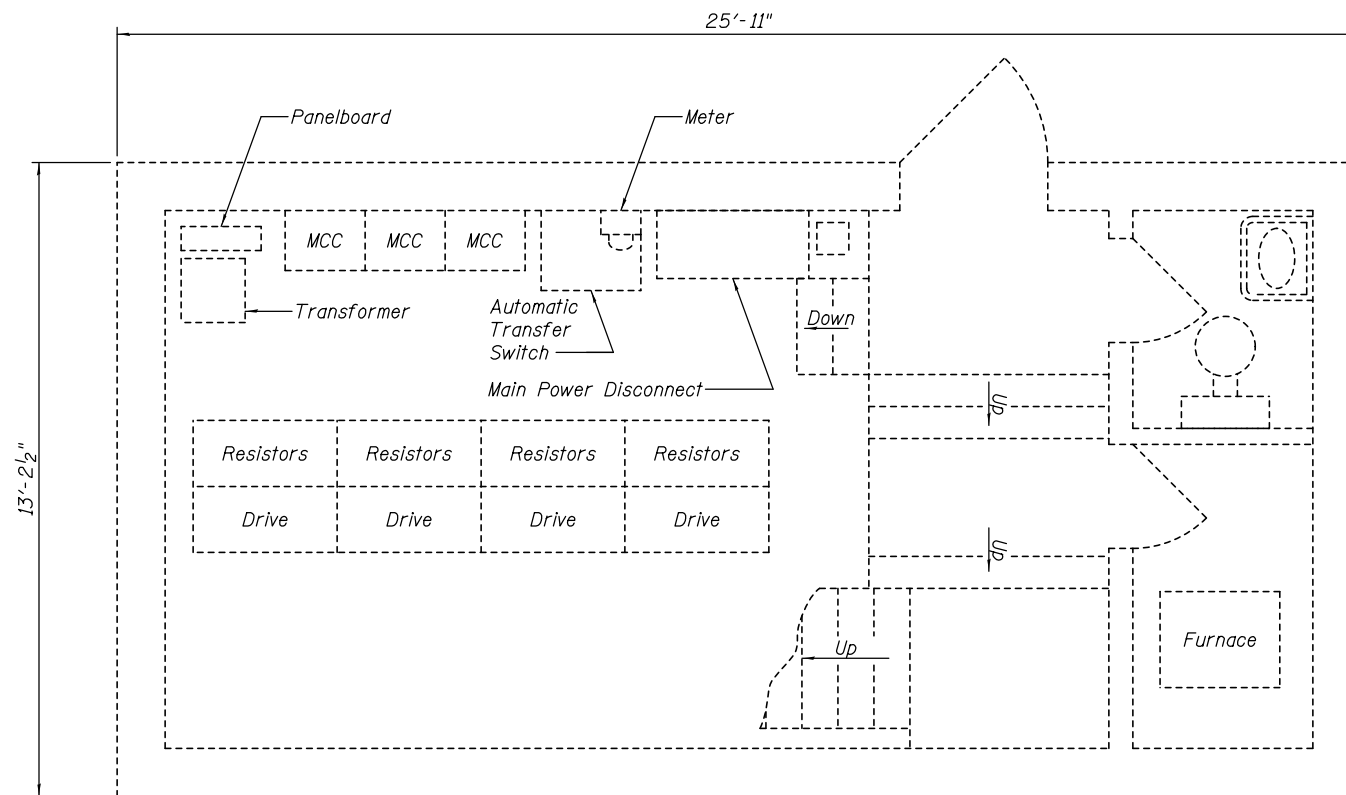 25'-11"
Panelboard
Meter
MCC MCC MCC
Transformer
Automatic
Transfer
Switch
Down
Main Power Disconnect
Up
13'-2½"
Resistors Resistors Resistors Resistors
Drive Drive Drive Drive
Up
Up
Furnace